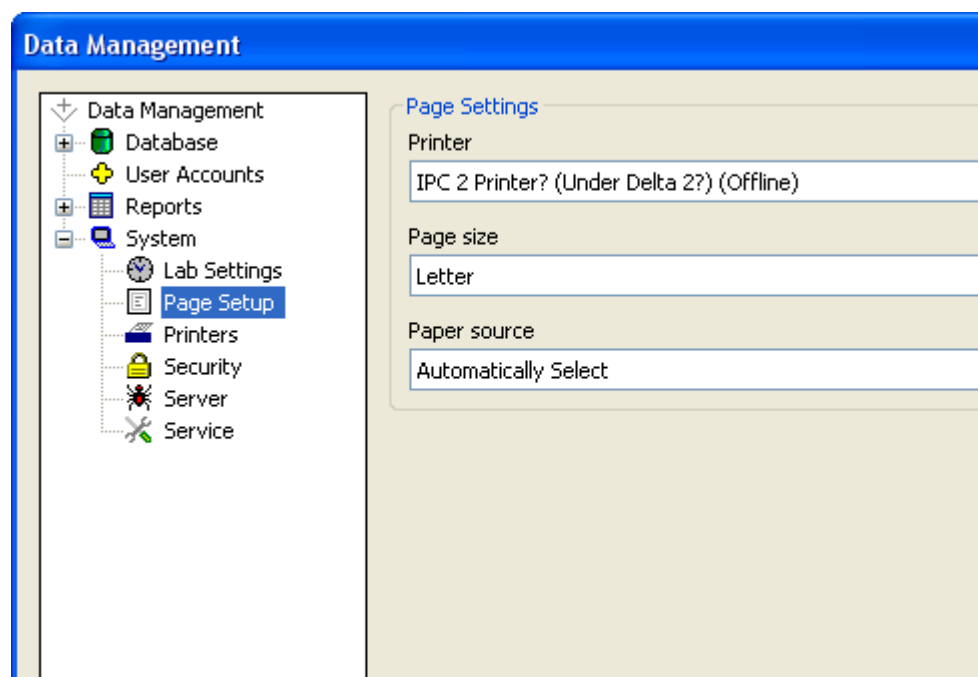 Data Management
Data Management
Database
User Accounts
Reports
System
Lab Settings
Page Setup
Printers
Security
Server
Service
Page Settings
Printer
IPC 2 Printer? (Under Delta 2?) (Offline)
Page size
Letter
Paper source
Automatically Select